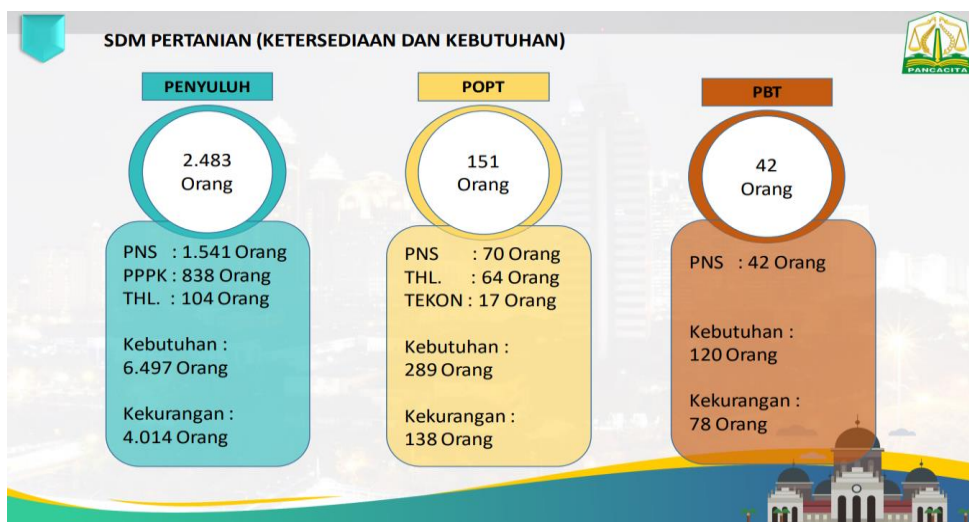 SDM PERTANIAN (KETERSEDIAAN DAN KEBUTUHAN)
PANCACITA
PENYULUH
2.483
Orang
PNS : 1.541 Orang
PPPK : 838 Orang
THL. : 104 Orang
Kebutuhan :
6.497 Orang
Kekurangan :
4.014 Orang
POPT
151
Orang
PNS : 70 Orang
THL. : 64 Orang
TEKON : 17 Orang
Kebutuhan :
289 Orang
Kekurangan :
138 Orang
PBT
42
Orang
PNS : 42 Orang
Kebutuhan :
120 Orang
Kekurangan :
78 Orang